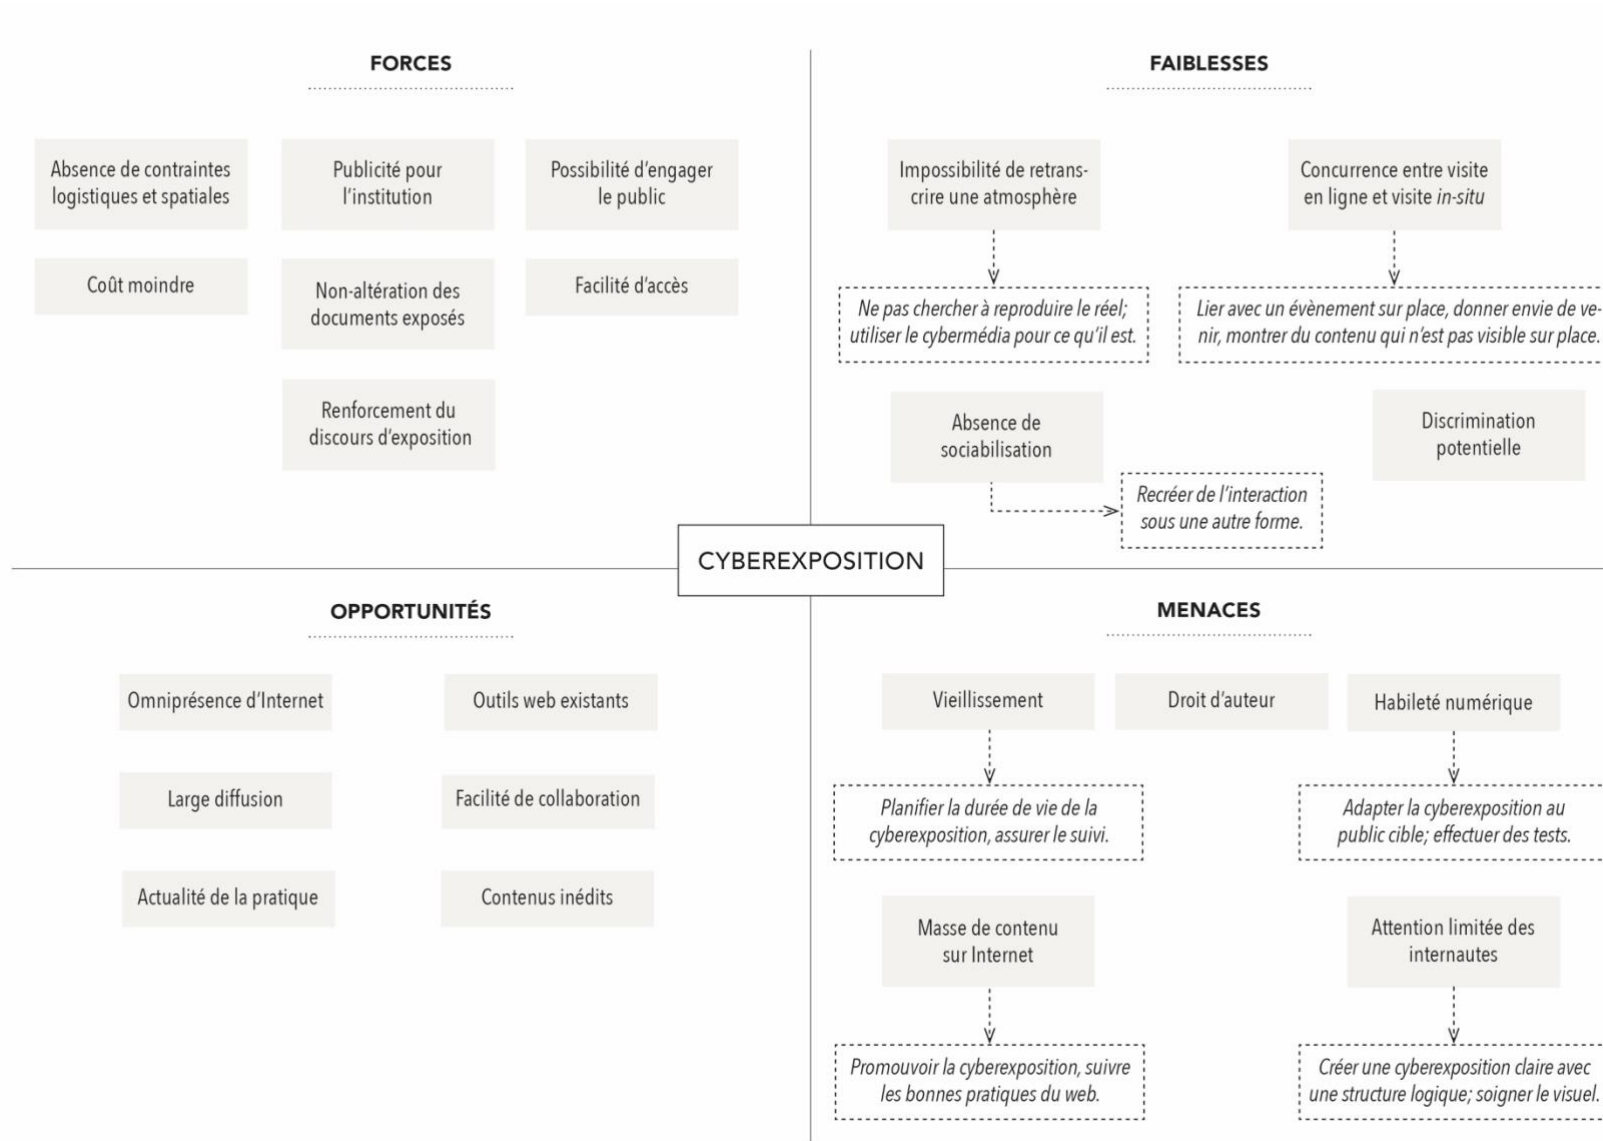 FORCES
Absence de contraintes
logistiques et spatiales
Publicité pour
l'institution
Possibilité d'engager
le public
Coût moindre
Non-altération des
documents exposés
Facilité d'accès
Renforcement du
discours d'exposition
FAIBLESSES
Impossibilité de retrans-
crire une atmosphère
Concurrence entre visite
en ligne et visite in-situ
Ne pas chercher à reproduire le réel;
utiliser le cybermédia pour ce qu'il est.
Lier avec un évènement sur place, donner envie de ve-
nir, montrer du contenu qui n'est pas visible sur place.
Absence de
sociabilisation
Discrimination
potentielle
Recréer de l'interaction
sous une autre forme.
CYBEREXPOSITION
OPPORTUNITÉS
Omniprésence d'Internet
Outils web existants
Large diffusion
Facilité de collaboration
Actualité de la pratique
Contenus inédits
MENACES
Vieillissement
Droit d'auteur
Habileté numérique
Planifier la durée de vie de la
cyberexposition, assurer le suivi.
Adapter la cyberexposition au
public cible; effectuer des tests.
Masse de contenu
sur Internet
Attention limitée des
internautes
Promouvoir la cyberexposition, suivre
les bonnes pratiques du web.
Créer une cyberexposition claire avec
une structure logique; soigner le visuel.